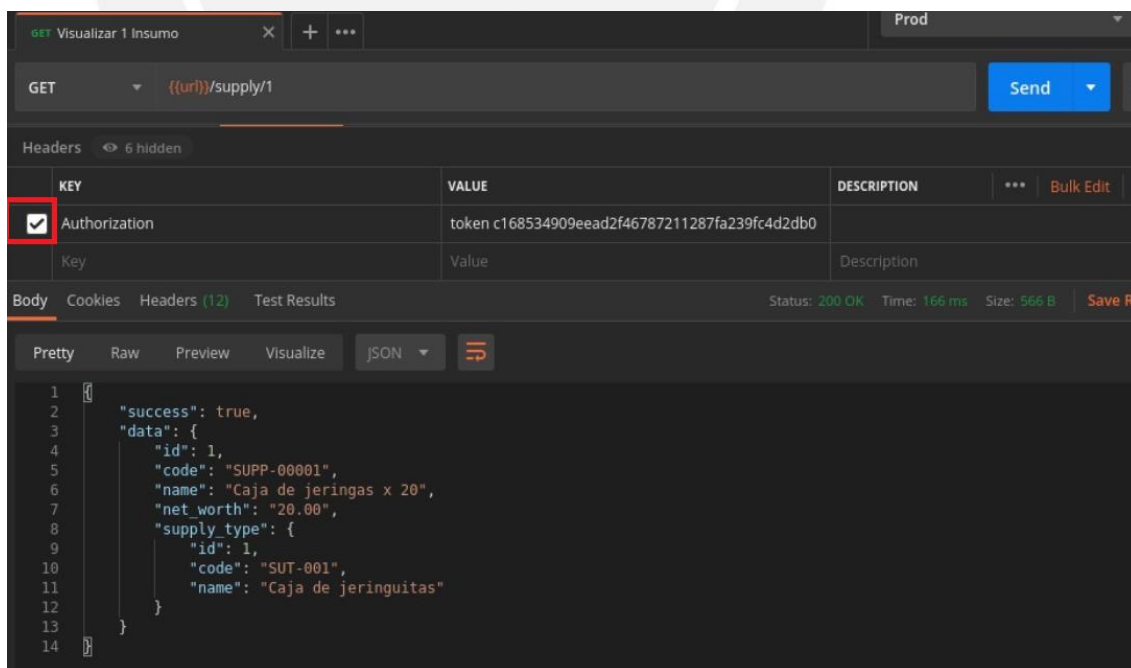 Prod
GET Visualizar 1 Insumo
GET {{url}}/supply/1 Send
Headers 6 hidden
KEY VALUE DESCRIPTION Bulk Edit
Authorization token c168534909eead2f46787211287fa239fc4d2db0
Key Value Description
Body Cookies Headers (12) Test Results Status: 200 OK Time: 166 ms Size: 566 B Save R
Pretty Raw Preview Visualize JSON
1 {
2 "success": true,
3 "data": {
4 "id": 1,
5 "code": "SUPP-00001",
6 "name": "Caja de jeringas x 20",
7 "net_worth": "20.00",
8 "supply_type": {
9 "id": 1,
10 "code": "SUT-001",
11 "name": "Caja de jeringuitas"
12 }
13 }
14 }